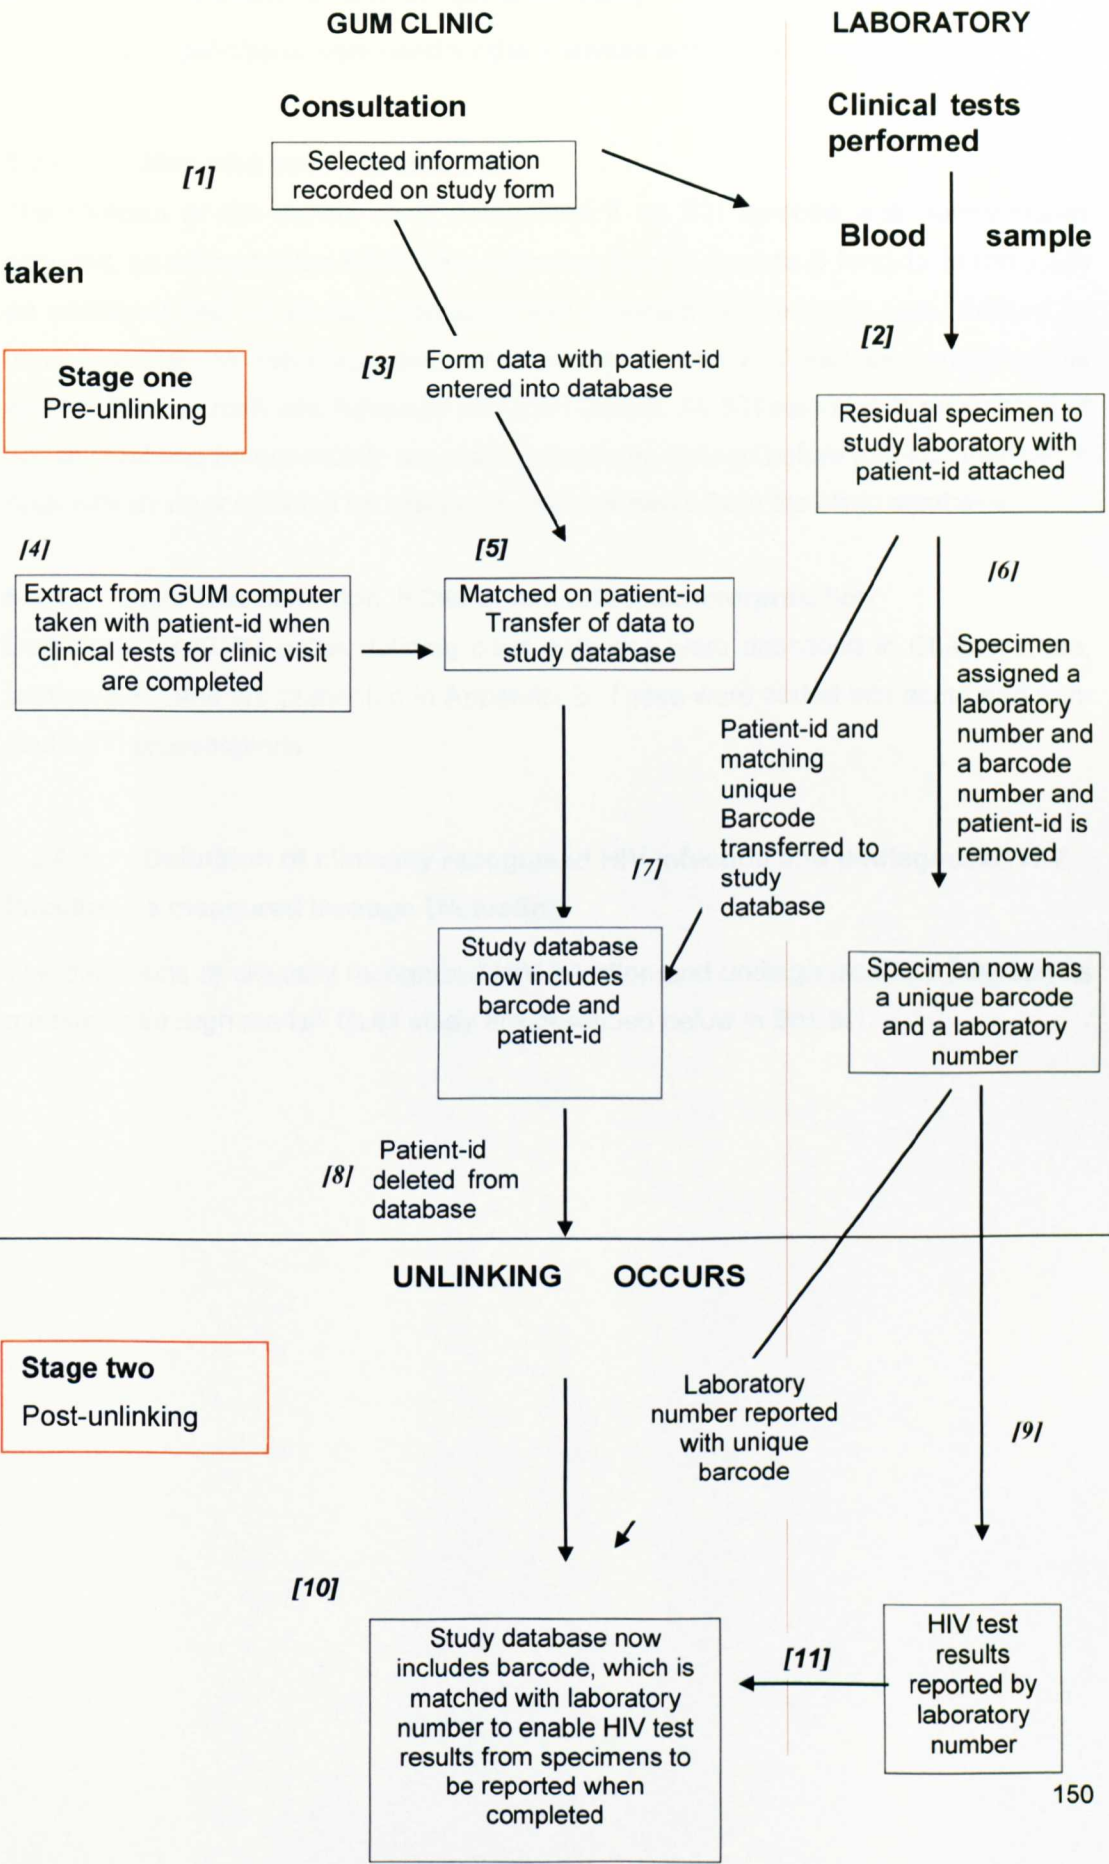 GUM CLINIC
LABORATORY
Consultation
Clinical tests
performed
[1]
Selected information
recorded on study form
Blood sample
taken
[2]
Stage one
Pre-unlinking
[3]
Form data with patient-id
entered into database
Residual specimen to
study laboratory with
patient-id attached
[4]
Extract from GUM computer
taken with patient-id when
clinical tests for clinic visit
are completed
[5]
Matched on patient-id
Transfer of data to
study database
[6]
Specimen
assigned a
laboratory
number and
a barcode
number and
patient-id is
removed
Patient-id and
matching
unique
Barcode
transferred to
study
database
[7]
Study database
now includes
barcode and
patient-id
Specimen now has
a unique barcode
and a laboratory
number
[8]
Patient-id
deleted from
database
UNLINKING OCCURS
Stage two
Post-unlinking
Laboratory
number reported
with unique
barcode
[9]
[10]
Study database now
includes barcode, which is
matched with laboratory
number to enable HIV test
results from specimens to
be reported when
completed
[11]
HIV test
results
reported by
laboratory
number
150